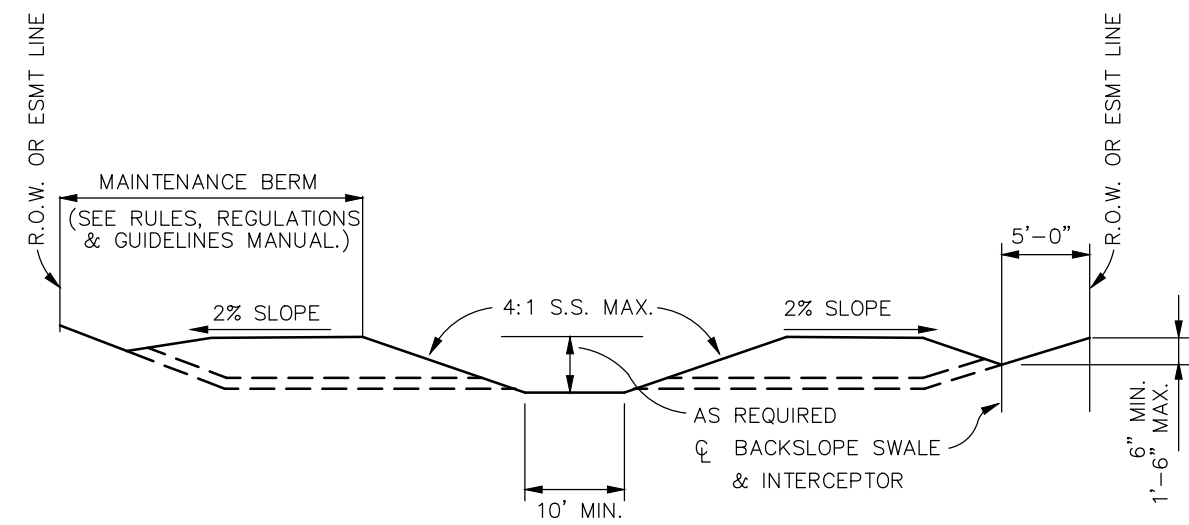 R.O.W. OR ESMT LINE
R.O.W. OR ESMT LINE
MAINTENANCE BERM
(SEE RULES, REGULATIONS
& GUIDELINES MANUAL.)
5'-0"
2% SLOPE
4:1 S.S. MAX.
2% SLOPE
AS REQUIRED
℄ BACKSLOPE SWALE
& INTERCEPTOR
6" MIN.
1'-6" MAX.
10' MIN.